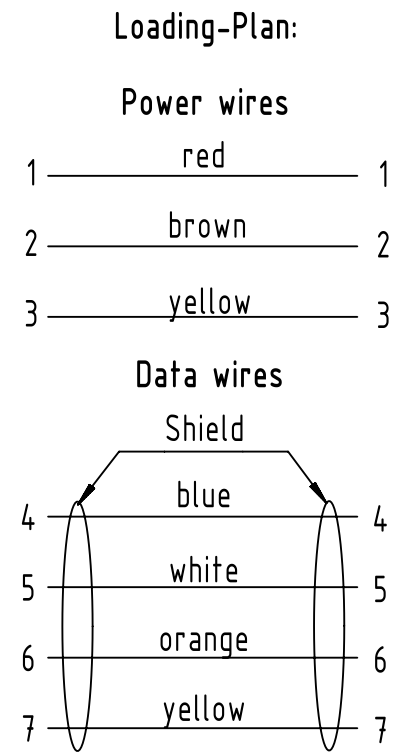 Loading-Plan:
Power wires
1 red 1
2 brown 2
3 yellow 3
Data wires
Shield
4 blue 4
5 white 5
6 orange 6
7 yellow 7